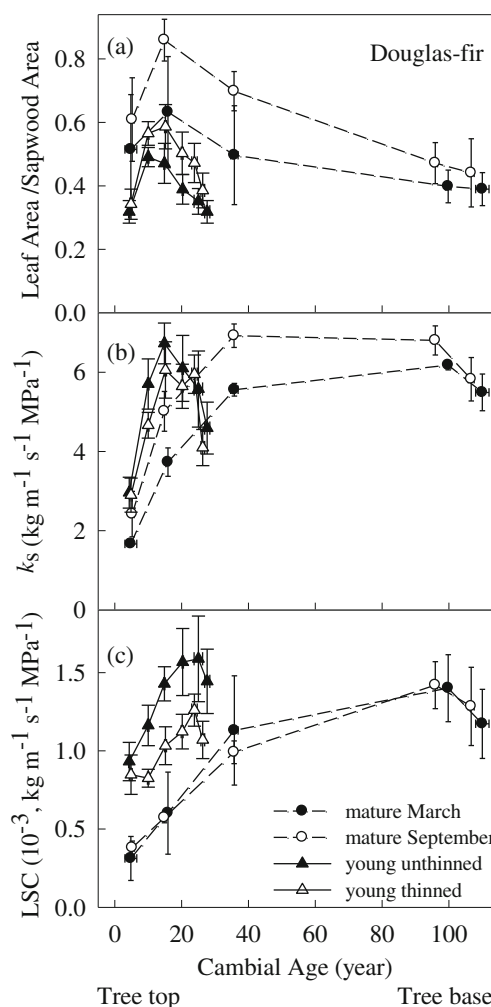 (a)
Douglas-fir
Leaf Area /Sapwood Area
0.8
0.6
0.4
0.2
0.0
(b)
kₛ (kg m⁻¹ s⁻¹ MPa⁻¹)
6
4
2
0
(c)
LSC (10⁻³, kg m⁻¹ s⁻¹ MPa⁻¹)
1.5
1.0
0.5
0.0
mature March
mature September
young unthinned
young thinned
0 20 40 60 80 100
Cambial Age (year)
Tree top Tree base